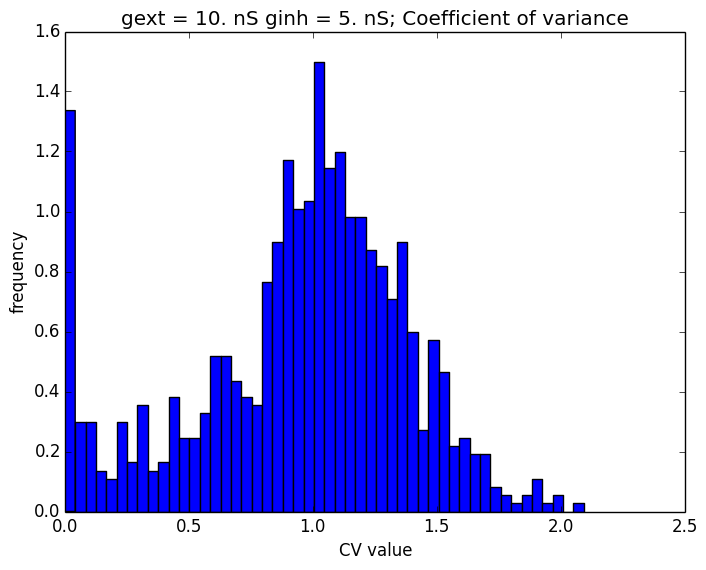 gext = 10. nS ginh = 5. nS; Coefficient of variance
1.6
1.4
1.2
1.0
0.8
0.6
0.4
0.2
0.0
frequency
0.0 0.5 1.0 1.5 2.0 2.5
CV value